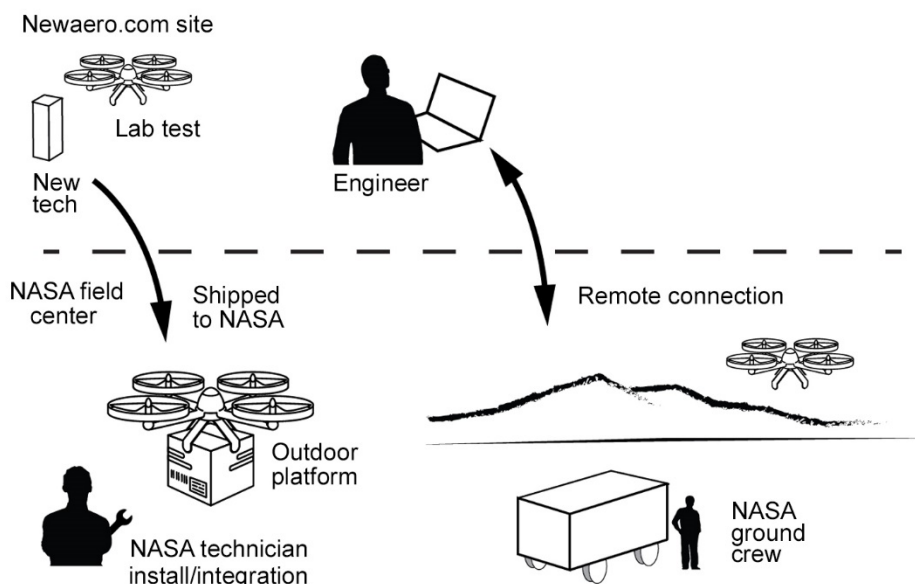 Newaero.com site
Lab test
New
tech
Engineer
NASA field
center
Shipped
to NASA
Remote connection
Outdoor
platform
NASA technician
install/integration
NASA
ground
crew